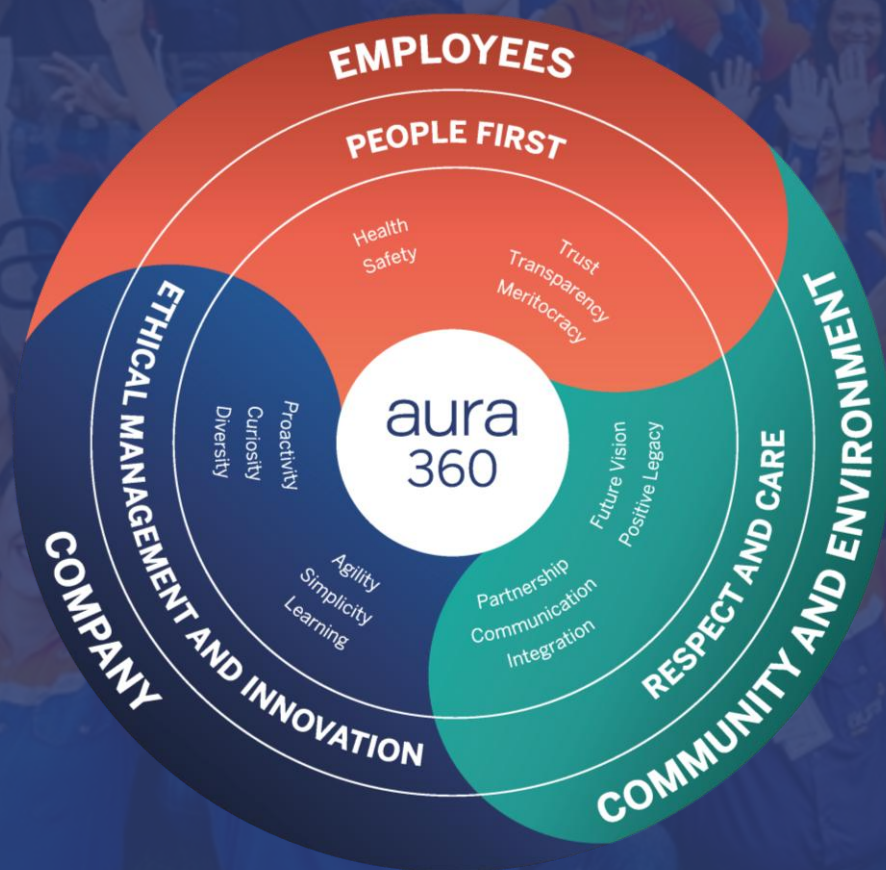 EMPLOYEES
PEOPLE FIRST
Health
Safety
Trust
Transparency
Meritocracy
COMMUNITY AND ENVIRONMENT
RESPECT AND CARE
Future Vision
Positive Legacy
Partnership
Communication
Integration
COMPANY
ETHICAL MANAGEMENT AND INNOVATION
Proactivity
Curiosity
Diversity
Agility
Simplicity
Learning
aura
360